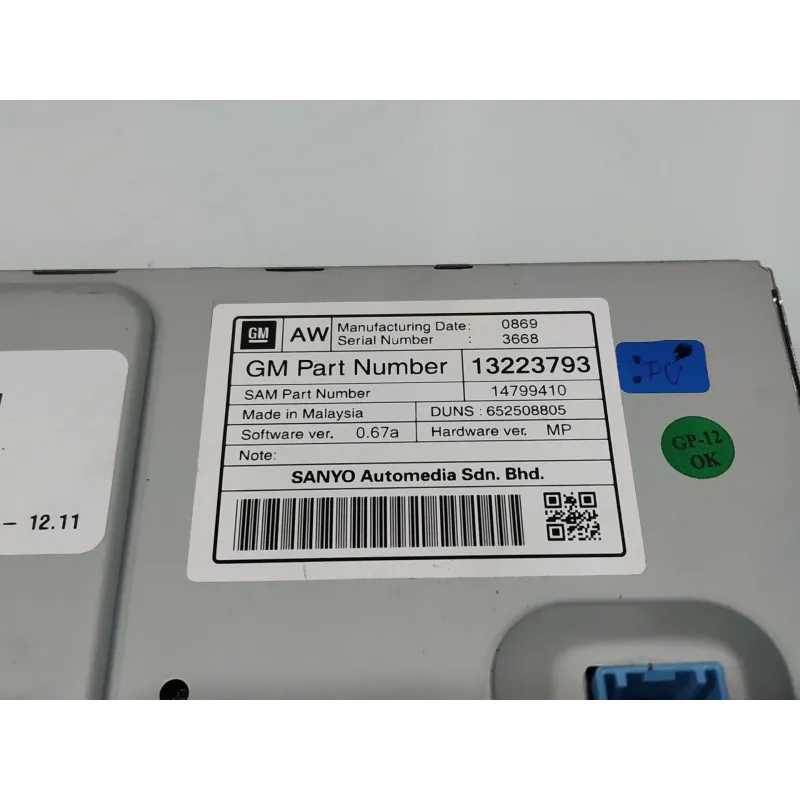 GM AW Manufacturing Date: 0869
Serial Number : 3668
GM Part Number 13223793
SAM Part Number 14799410
Made in Malaysia DUNS : 652508805
Software ver. 0.67a Hardware ver. MP
Note:
SANYO Automedia Sdn. Bhd.
GP-12
OK
– 12.11